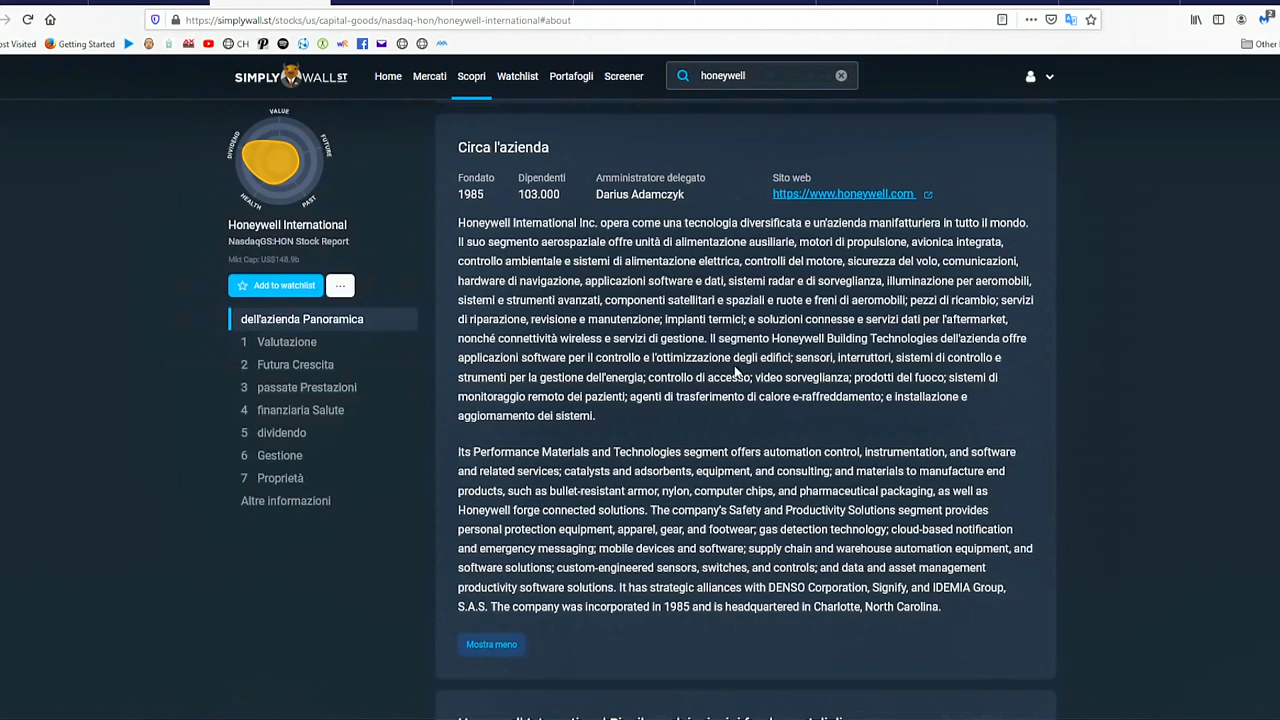 https://simplywall.st/stocks/us/capital-goods/nasdaq-hon/honeywell-international#about
ost Visited
Getting Started
CH
Other
SIMPLY WALL ST
Home
Mercati
Scopri
Watchlist
Portafogli
Screener
honeywell
VALUE
FUTURE
PAST
HEALTH
DIVIDEND
Honeywell International
NasdaqGS:HON Stock Report
Mkt Cap: US$148.9b
Add to watchlist
...
dell'azienda Panoramica
1 Valutazione
2 Futura Crescita
3 passate Prestazioni
4 finanziaria Salute
5 dividendo
6 Gestione
7 Proprietà
Altre informazioni
Circa l'azienda
Fondato
1985
Dipendenti
103.000
Amministratore delegato
Darius Adamczyk
Sito web
https://www.honeywell.com
Honeywell International Inc. opera come una tecnologia diversificata e un'azienda manifatturiera in tutto il mondo.
Il suo segmento aerospaziale offre unità di alimentazione ausiliarie, motori di propulsione, avionica integrata,
controllo ambientale e sistemi di alimentazione elettrica, controlli del motore, sicurezza del volo, comunicazioni,
hardware di navigazione, applicazioni software e dati, sistemi radar e di sorveglianza, illuminazione per aeromobili,
sistemi e strumenti avanzati, componenti satellitari e spaziali e ruote e freni di aeromobili; pezzi di ricambio; servizi
di riparazione, revisione e manutenzione; impianti termici; e soluzioni connesse e servizi dati per l'aftermarket,
nonché connettività wireless e servizi di gestione. Il segmento Honeywell Building Technologies dell'azienda offre
applicazioni software per il controllo e l'ottimizzazione degli edifici; sensori, interruttori, sistemi di controllo e
strumenti per la gestione dell'energia; controllo di accesso; video sorveglianza; prodotti del fuoco; sistemi di
monitoraggio remoto dei pazienti; agenti di trasferimento di calore e-raffreddamento; e installazione e
aggiornamento dei sistemi.
Its Performance Materials and Technologies segment offers automation control, instrumentation, and software
and related services; catalysts and adsorbents, equipment, and consulting; and materials to manufacture end
products, such as bullet-resistant armor, nylon, computer chips, and pharmaceutical packaging, as well as
Honeywell forge connected solutions. The company's Safety and Productivity Solutions segment provides
personal protection equipment, apparel, gear, and footwear; gas detection technology; cloud-based notification
and emergency messaging; mobile devices and software; supply chain and warehouse automation equipment, and
software solutions; custom-engineered sensors, switches, and controls; and data and asset management
productivity software solutions. It has strategic alliances with DENSO Corporation, Signify, and IDEMIA Group,
S.A.S. The company was incorporated in 1985 and is headquartered in Charlotte, North Carolina.
Mostra meno